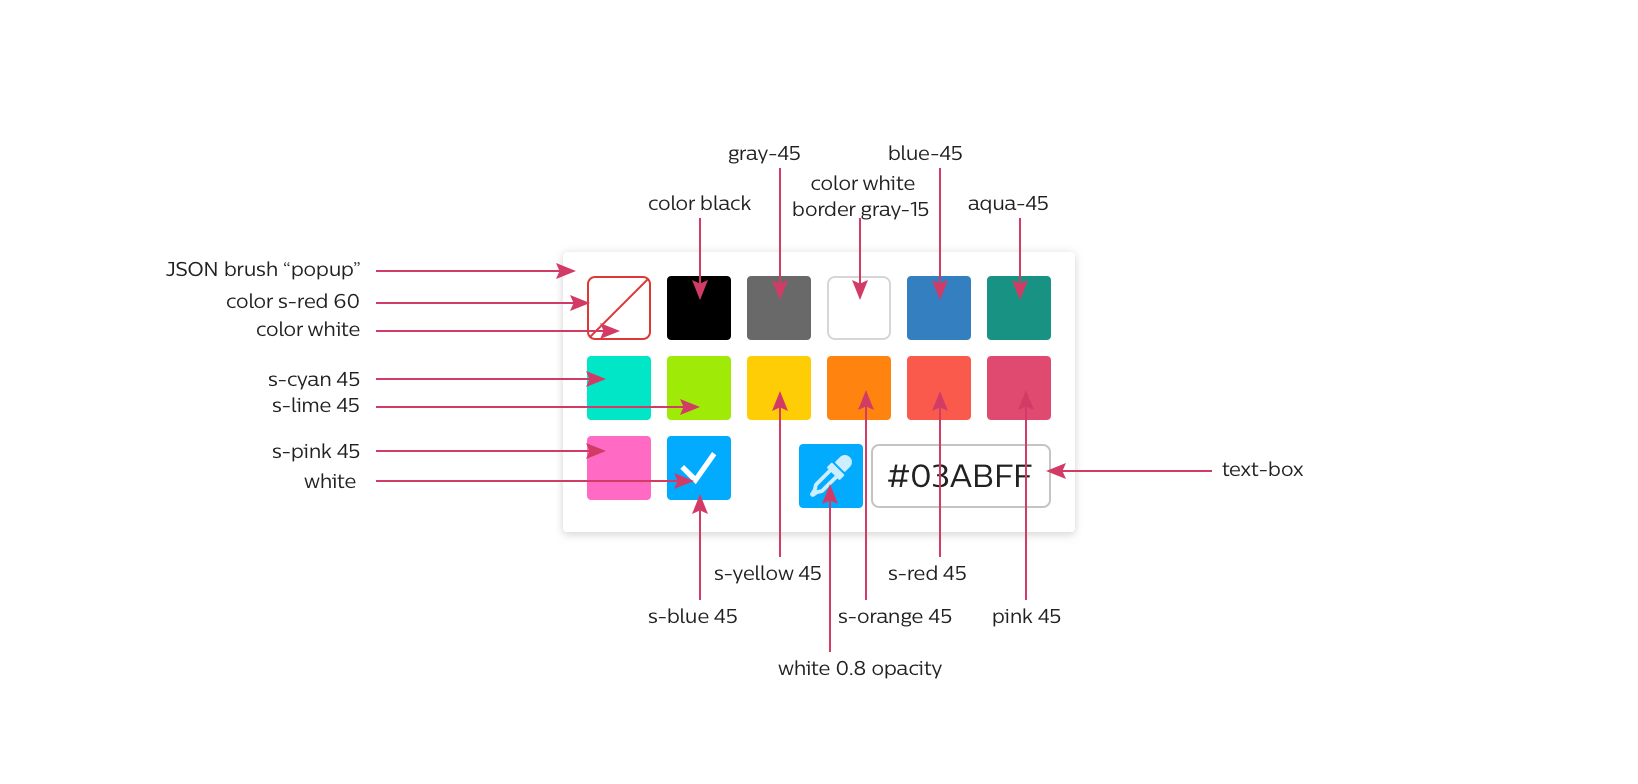 gray-45
blue-45
color white
border gray-15
color black
aqua-45
JSON brush “popup”
color s-red 60
color white
s-cyan 45
s-lime 45
s-pink 45
white
#03ABFF
text-box
s-yellow 45
s-red 45
s-blue 45
s-orange 45
pink 45
white 0.8 opacity